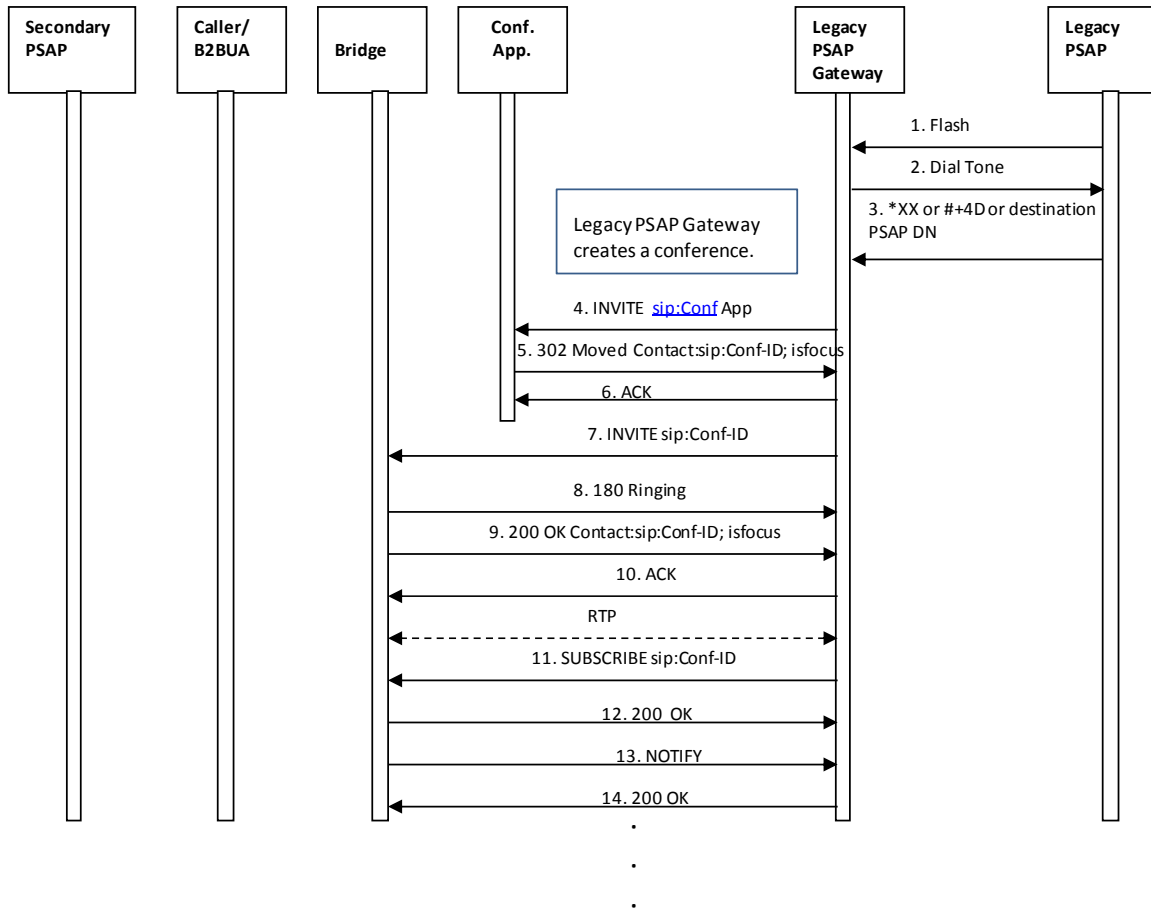 Secondary
PSAP
Caller/
B2BUA
Bridge
Conf.
App.
Legacy
PSAP
Gateway
Legacy
PSAP
1. Flash
2. Dial Tone
3. *XX or #+4D or destination
PSAP DN
Legacy PSAP Gateway
creates a conference.
4. INVITE sip:Conf App
5. 302 Moved Contact:sip:Conf-ID; isfocus
6. ACK
7. INVITE sip:Conf-ID
8. 180 Ringing
9. 200 OK Contact:sip:Conf-ID; isfocus
10. ACK
RTP
11. SUBSCRIBE sip:Conf-ID
12. 200 OK
13. NOTIFY
14. 200 OK
.
.
.